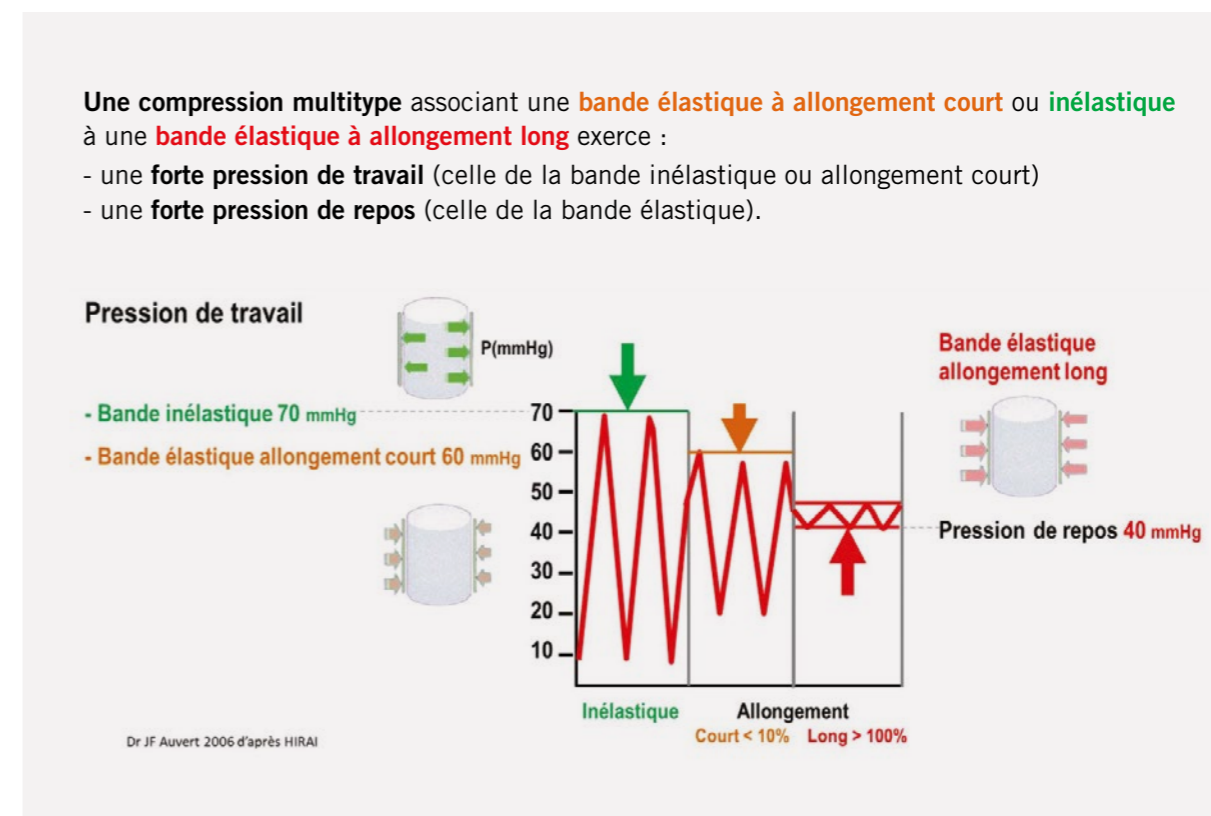 Une compression multitype associant une bande élastique à allongement court ou inélastique
à une bande élastique à allongement long exerce :
- une forte pression de travail (celle de la bande inélastique ou allongement court)
- une forte pression de repos (celle de la bande élastique).
Pression de travail
P(mmHg)
Bande élastique
allongement long
- Bande inélastique 70 mmHg
- Bande élastique allongement court 60 mmHg
70
60
50
40
30
20
10
Pression de repos 40 mmHg
Inélastique
Allongement
Court < 10% Long > 100%
Dr JF Auvert 2006 d'après HIRAI